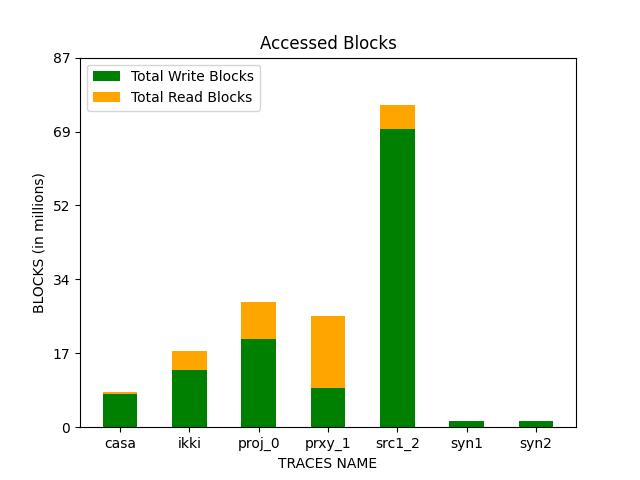 Accessed Blocks
87
69
52
34
17
0
BLOCKS (in millions)
Total Write Blocks
Total Read Blocks
casa ikki proj_0 prxy_1 src1_2 syn1 syn2
TRACES NAME